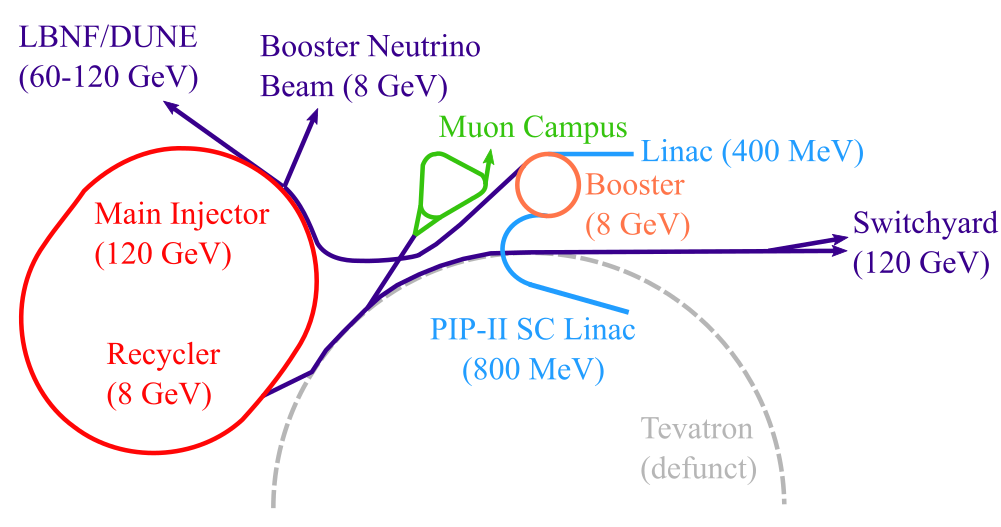 LBNF/DUNE
(60-120 GeV)
Booster Neutrino
Beam (8 GeV)
Muon Campus
Linac (400 MeV)
Booster
(8 GeV)
Main Injector
(120 GeV)
Switchyard
(120 GeV)
PIP-II SC Linac
(800 MeV)
Recycler
(8 GeV)
Tevatron
(defunct)